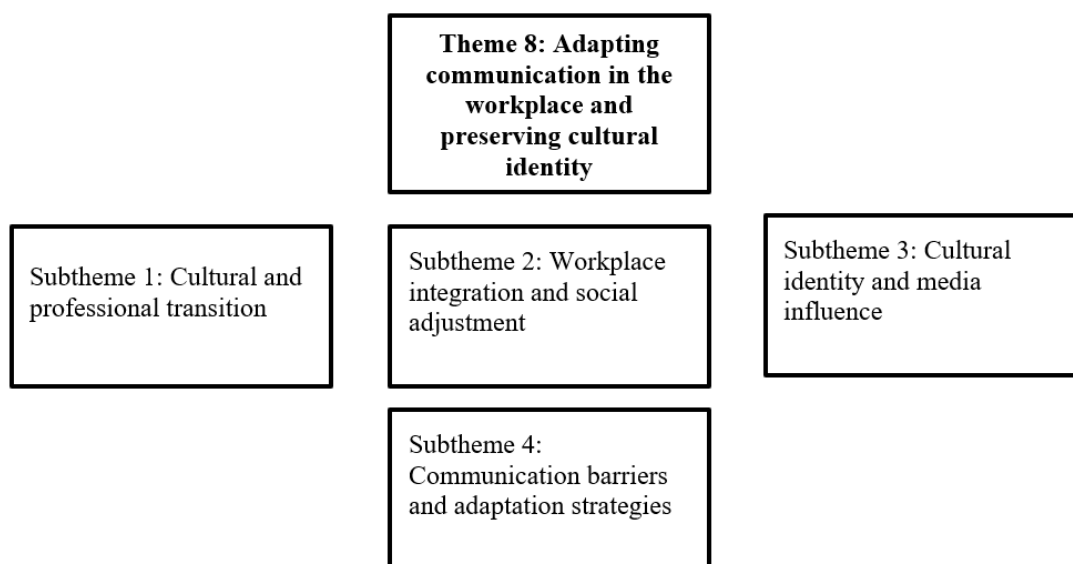 Theme 8: Adapting
communication in the
workplace and
preserving cultural
identity
Subtheme 1: Cultural and
professional transition
Subtheme 2: Workplace
integration and social
adjustment
Subtheme 3: Cultural
identity and media
influence
Subtheme 4:
Communication barriers
and adaptation strategies